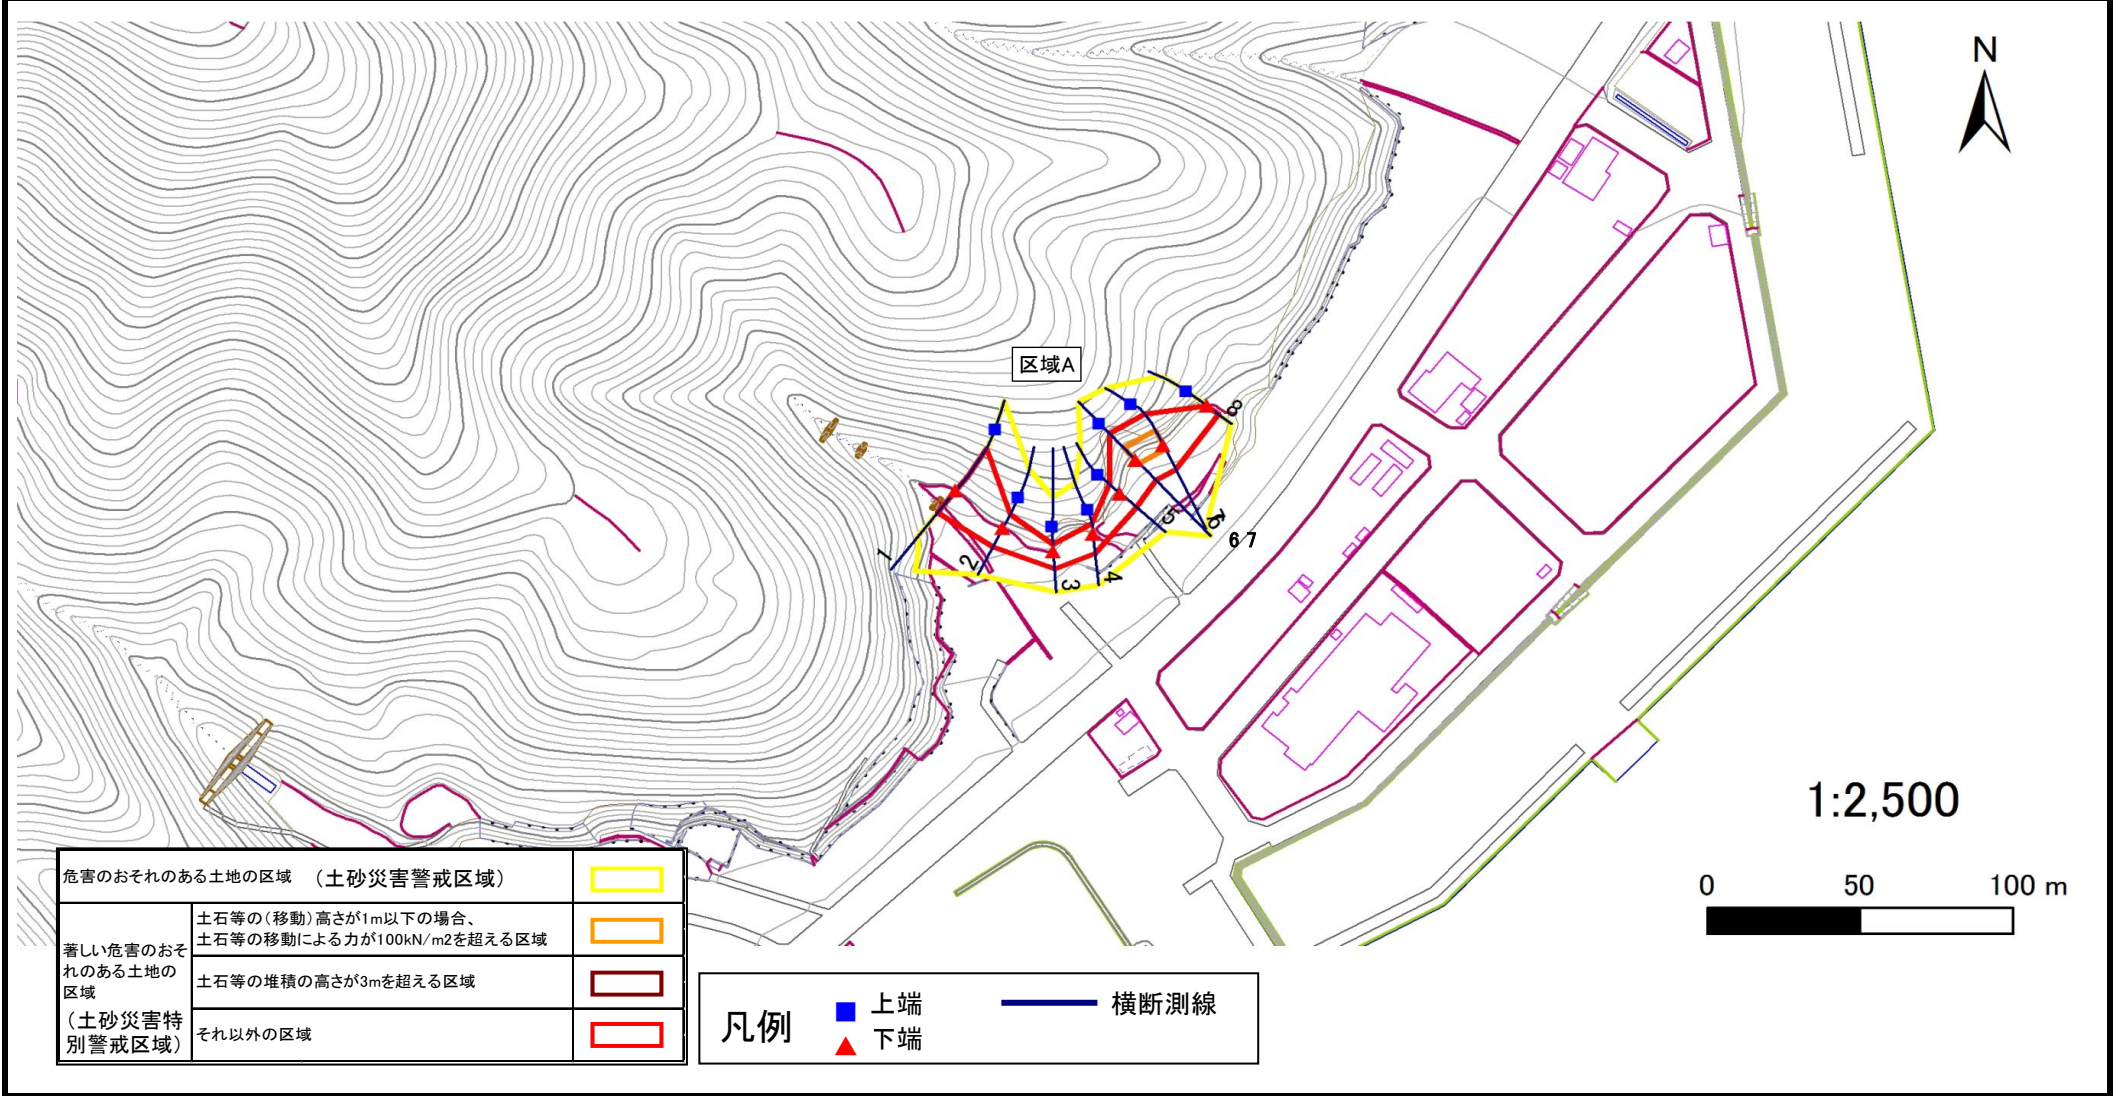 N
区域A
8
1
2
3
4
5
6
7
6 7
1:2,500
0 50 100 m
危害のおそれのある土地の区域 （土砂災害警戒区域）
著しい危害のおそ
れのある土地の
区域
（土砂災害特
別警戒区域）
土石等の（移動）高さが1m以下の場合、
土石等の移動による力が100kN/m2を超える区域
土石等の堆積の高さが3mを超える区域
それ以外の区域
凡例
上端
下端
横断測線